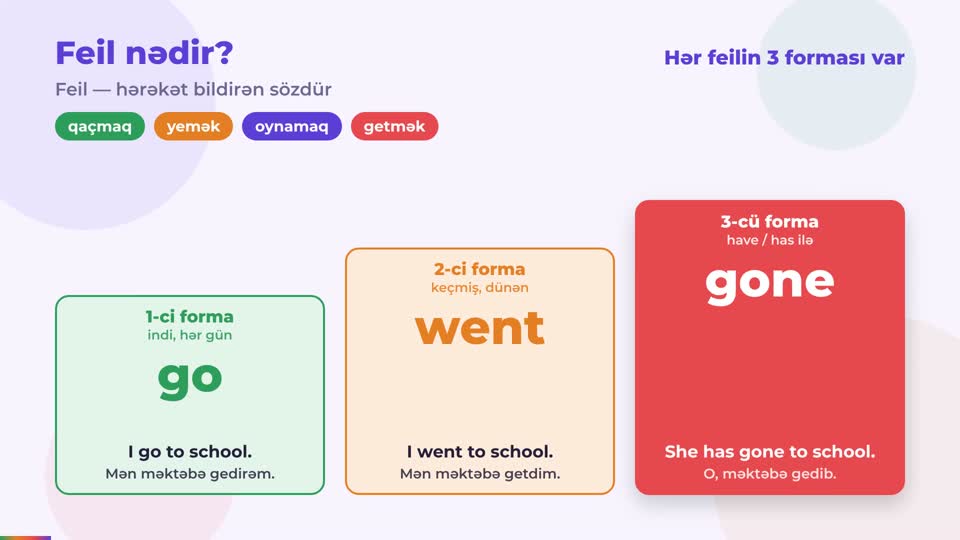 Feil nədir?
Feil — hərəkət bildirən sözdür
qaçmaq yemək oynamaq getmək
Hər feilin 3 forması var
1-ci forma
indi, hər gün
go
I go to school.
Mən məktəbə gedirəm.
2-ci forma
keçmiş, dünən
went
I went to school.
Mən məktəbə getdim.
3-cü forma
have / has ilə
gone
She has gone to school.
O, məktəbə gedib.